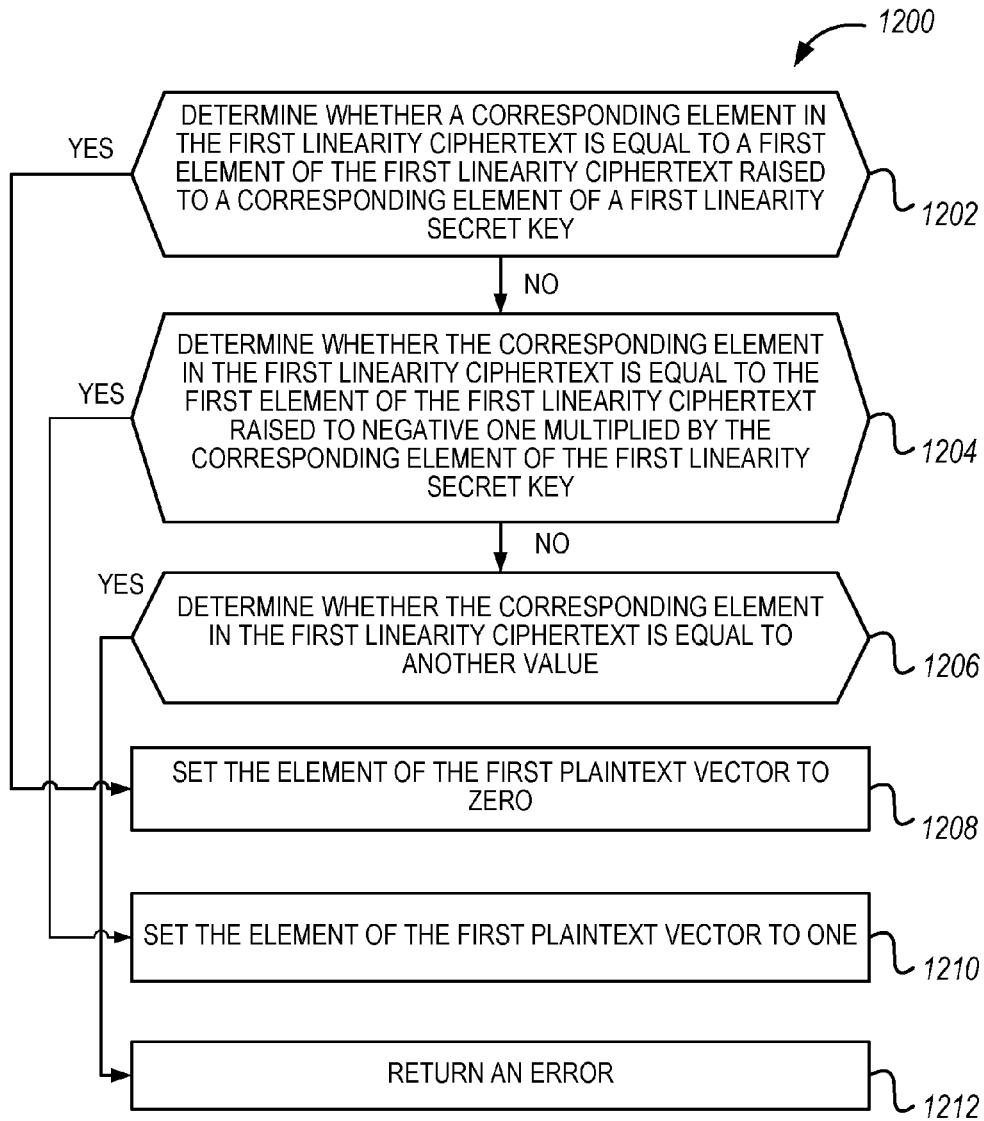 1200
DETERMINE WHETHER A CORRESPONDING ELEMENT IN
THE FIRST LINEARITY CIPHERTEXT IS EQUAL TO A FIRST
ELEMENT OF THE FIRST LINEARITY CIPHERTEXT RAISED
TO A CORRESPONDING ELEMENT OF A FIRST LINEARITY
SECRET KEY
YES
1202
NO
DETERMINE WHETHER THE CORRESPONDING ELEMENT
IN THE FIRST LINEARITY CIPHERTEXT IS EQUAL TO THE
FIRST ELEMENT OF THE FIRST LINEARITY CIPHERTEXT
RAISED TO NEGATIVE ONE MULTIPLIED BY THE
CORRESPONDING ELEMENT OF THE FIRST LINEARITY
SECRET KEY
YES
1204
NO
YES
DETERMINE WHETHER THE CORRESPONDING ELEMENT
IN THE FIRST LINEARITY CIPHERTEXT IS EQUAL TO
ANOTHER VALUE
1206
SET THE ELEMENT OF THE FIRST PLAINTEXT VECTOR TO
ZERO
1208
SET THE ELEMENT OF THE FIRST PLAINTEXT VECTOR TO ONE
1210
RETURN AN ERROR
1212